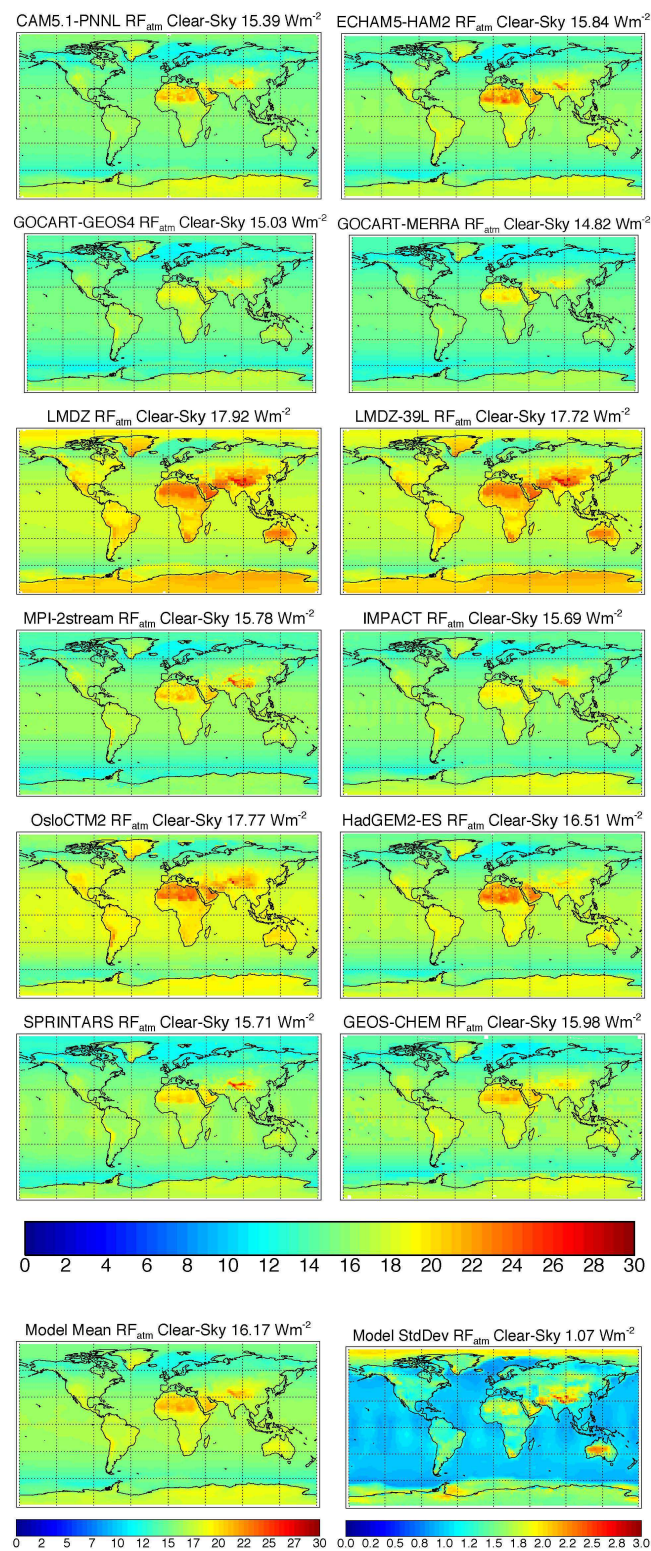 CAM5.1-PNNL RFatm Clear-Sky 15.39 Wm-2
ECHAM5-HAM2 RFatm Clear-Sky 15.84 Wm-2
GOCART-GEOS4 RFatm Clear-Sky 15.03 Wm-2
GOCART-MERRA RFatm Clear-Sky 14.82 Wm-2
LMDZ RFatm Clear-Sky 17.92 Wm-2
LMDZ-39L RFatm Clear-Sky 17.72 Wm-2
MPI-2stream RFatm Clear-Sky 15.78 Wm-2
IMPACT RFatm Clear-Sky 15.69 Wm-2
OsloCTM2 RFatm Clear-Sky 17.77 Wm-2
HadGEM2-ES RFatm Clear-Sky 16.51 Wm-2
SPRINTARS RFatm Clear-Sky 15.71 Wm-2
GEOS-CHEM RFatm Clear-Sky 15.98 Wm-2
0 2 4 6 8 10 12 14 16 18 20 22 24 26 28 30
Model Mean RFatm Clear-Sky 16.17 Wm-2
Model StdDev RFatm Clear-Sky 1.07 Wm-2
0 2 5 7 10 12 15 18 20 22 25 27 30
0.0 0.2 0.5 0.8 1.0 1.2 1.5 1.8 2.0 2.2 2.5 2.8 3.0